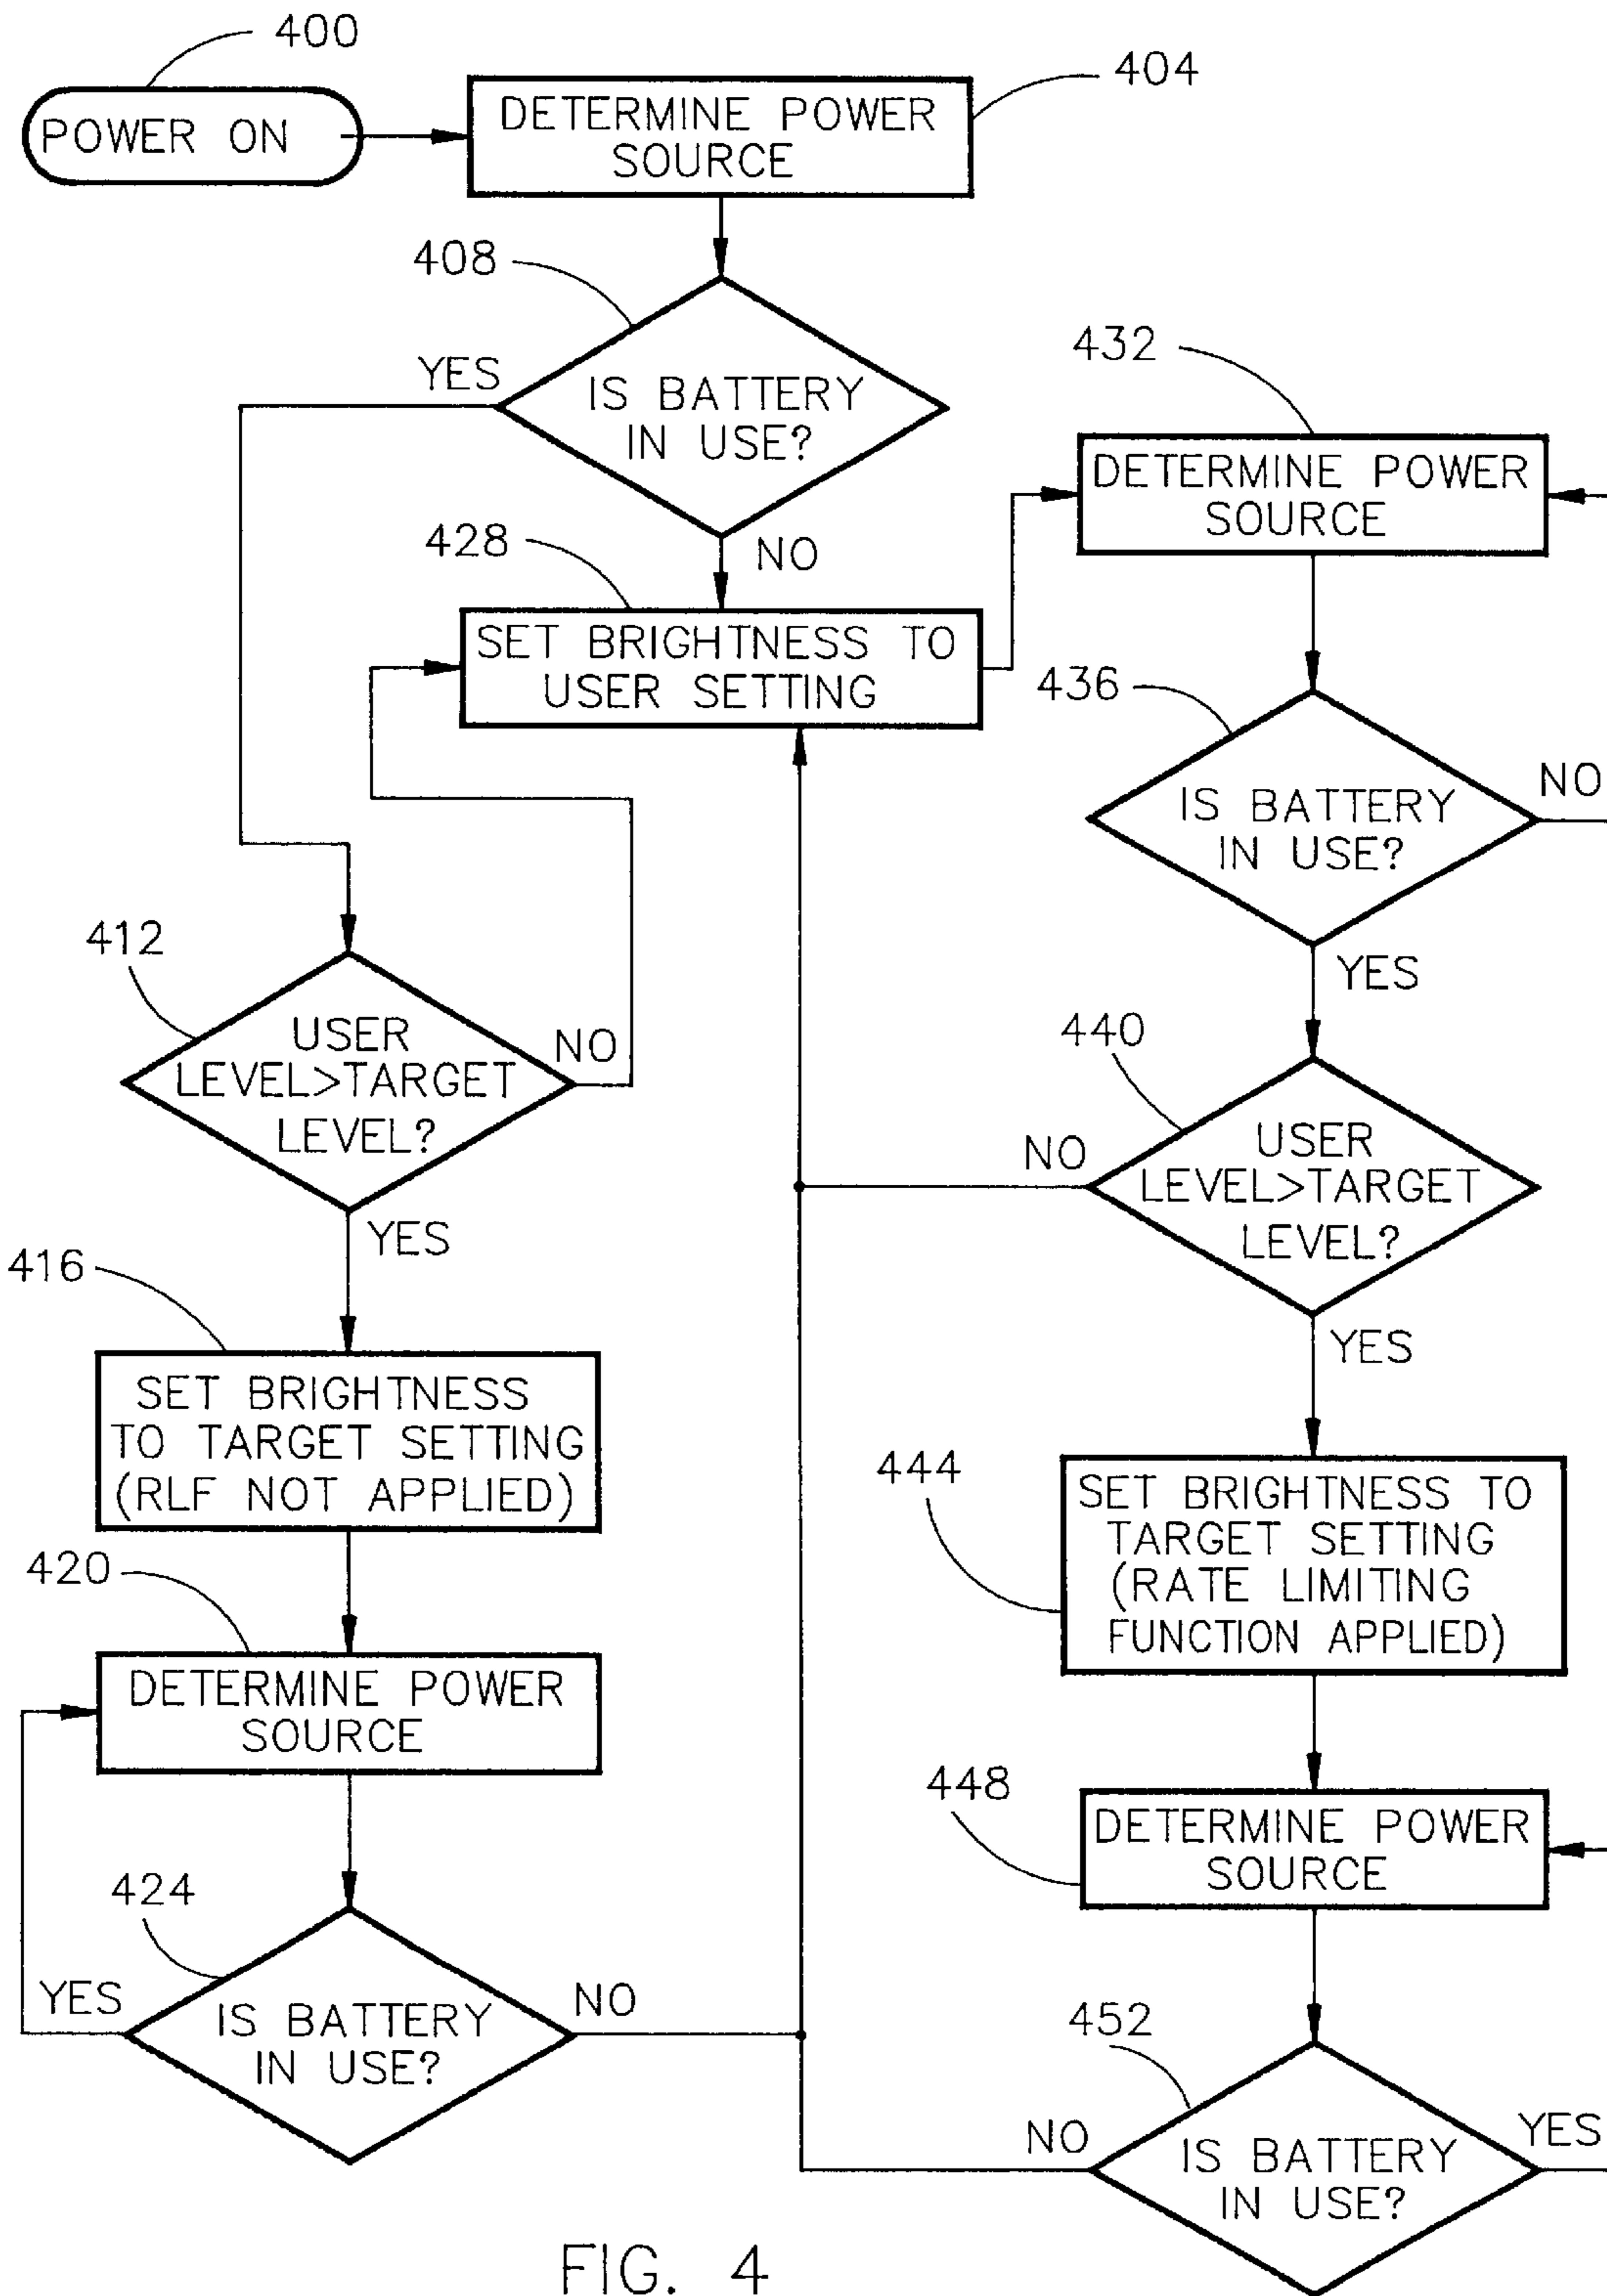 400
POWER ON
404
DETERMINE POWER
SOURCE
408
YES
IS BATTERY
IN USE?
NO
428
SET BRIGHTNESS TO
USER SETTING
432
DETERMINE POWER
SOURCE
436
NO
IS BATTERY
IN USE?
YES
412
USER
LEVEL>TARGET
LEVEL?
NO
YES
440
USER
LEVEL>TARGET
LEVEL?
NO
YES
416
SET BRIGHTNESS
TO TARGET SETTING
(RLF NOT APPLIED)
444
SET BRIGHTNESS TO
TARGET SETTING
(RATE LIMITING
FUNCTION APPLIED)
420
DETERMINE POWER
SOURCE
448
DETERMINE POWER
SOURCE
424
YES
IS BATTERY
IN USE?
NO
452
NO
IS BATTERY
IN USE?
YES
FIG. 4